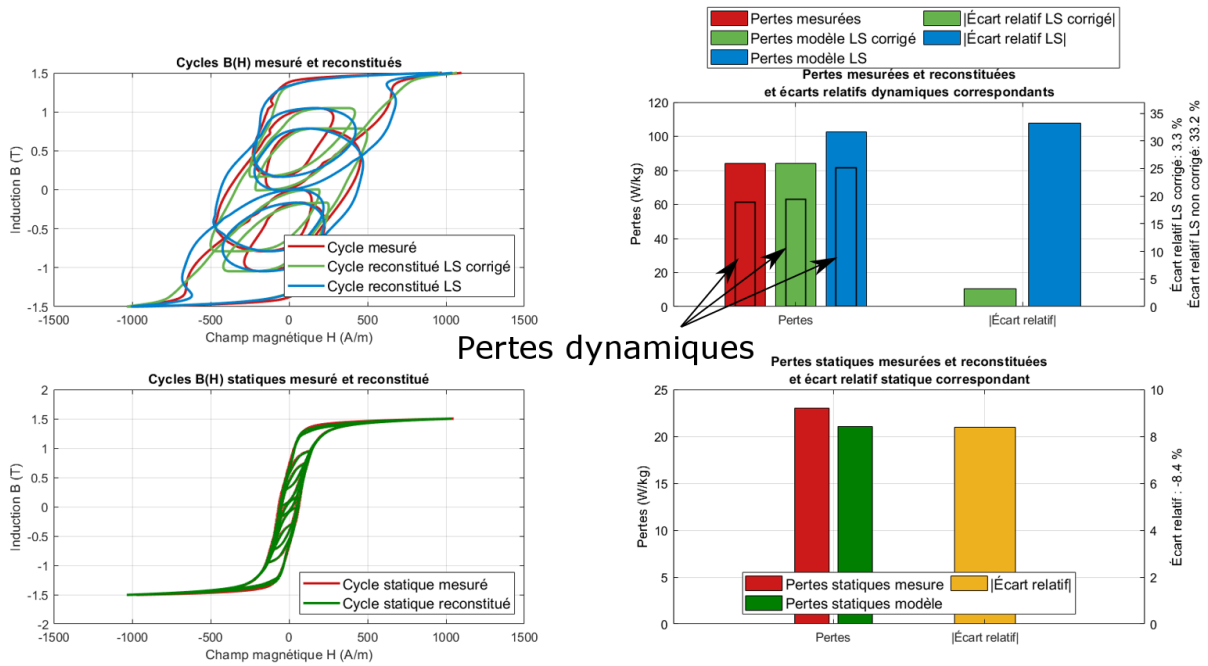 Cycles B(H) mesuré et reconstitués
Induction B (T)
1.5
1
0.5
0
-0.5
-1
-1.5
-1500
-1000
-500
0
500
1000
1500
Champ magnétique H (A/m)
Cycle mesuré
Cycle reconstitué LS corrigé
Cycle reconstitué LS
Pertes mesurées
Pertes modèle LS corrigé
Pertes modèle LS
|Écart relatif LS corrigé|
|Écart relatif LS|
Pertes mesurées et reconstituées
et écarts relatifs dynamiques correspondants
Pertes (W/kg)
120
100
80
60
40
20
0
Pertes
|Écart relatif|
35
30
25
20
15
10
5
0
Écart relatif LS corrigé: 3.3 %
Écart relatif LS non corrigé: 33.2 %
Pertes dynamiques
Cycles B(H) statiques mesuré et reconstitué
Induction B (T)
2
1.5
1
0.5
0
-0.5
-1
-1.5
-2
-1500
-1000
-500
0
500
1000
1500
Champ magnétique H (A/m)
Cycle statique mesuré
Cycle statique reconstitué
Pertes statiques mesurées et reconstituées
et écart relatif statique correspondant
Pertes (W/kg)
25
20
15
10
5
0
Pertes
|Écart relatif|
10
8
6
4
2
0
Écart relatif : -8.4 %
Pertes statiques mesure
Pertes statiques modèle
|Écart relatif|